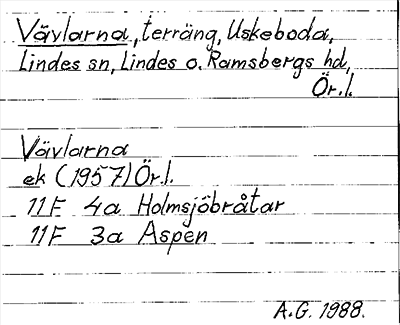 Vävlarna, terräng, Uskeboda,
Lindes sn, Lindes o. Ramsbergs hd,
Ör.l.
Vävlarna
ek (1957) Ör.l.
11F 4a Holmsjöbråtar
11F 3a Aspen
A.G. 1988.